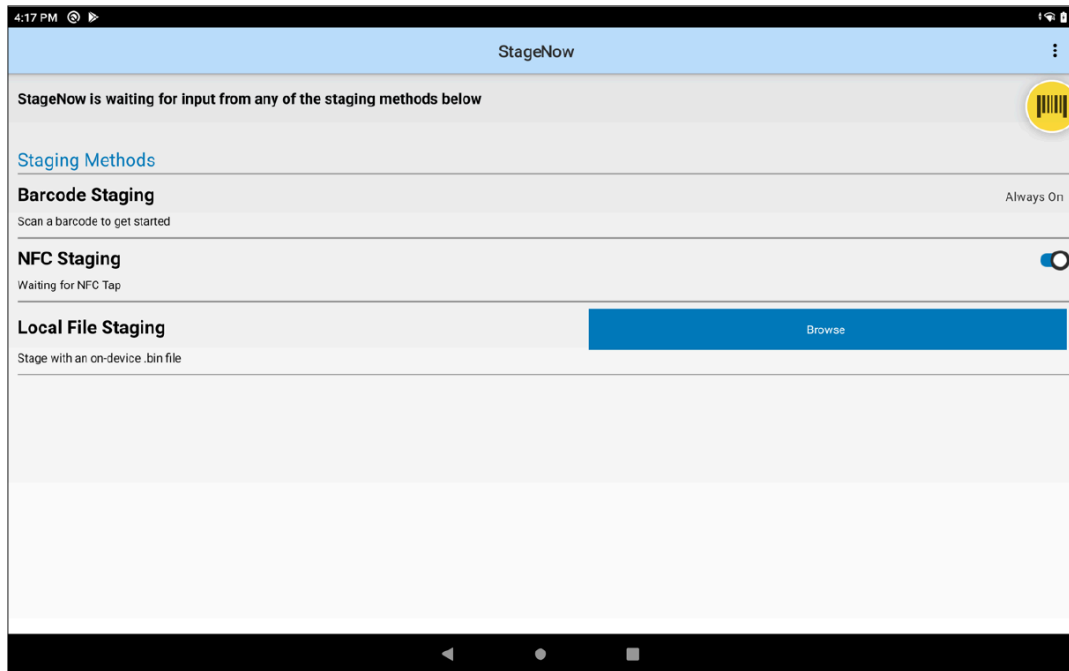 4:17 PM
StageNow
StageNow is waiting for input from any of the staging methods below
Staging Methods
Barcode Staging
Always On
Scan a barcode to get started
NFC Staging
Waiting for NFC Tap
Local File Staging
Browse
Stage with an on-device .bin file